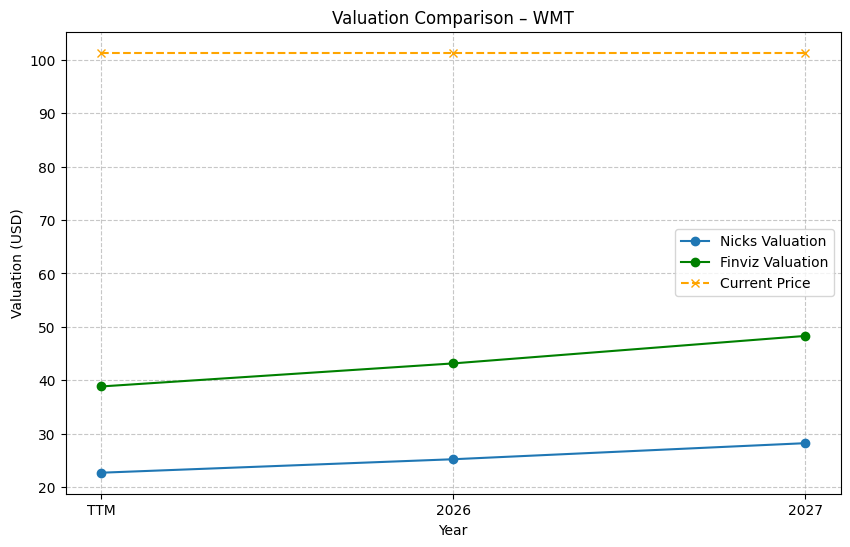 Valuation Comparison – WMT
Valuation (USD)
100
90
80
70
60
50
40
30
20
Nicks Valuation
Finviz Valuation
Current Price
TTM
2026
2027
Year